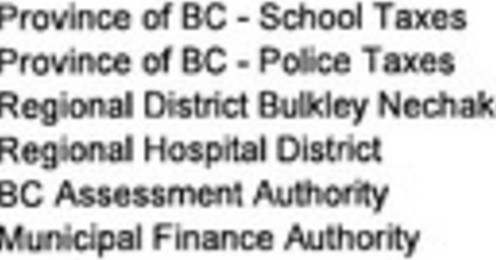 Province of BC - School Taxes
Province of BC - Police Taxes
Regional District Bulkley Nechak
Regional Hospital District
BC Assessment Authority
Municipal Finance Authority